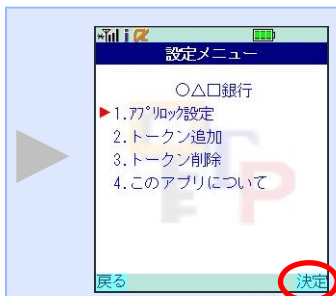 設定メニュー
○△□銀行
1.ｱﾌﾟﾘﾛｯｸ設定
2.トークン追加
3.トークン削除
4.このアプリについて
戻る 決定